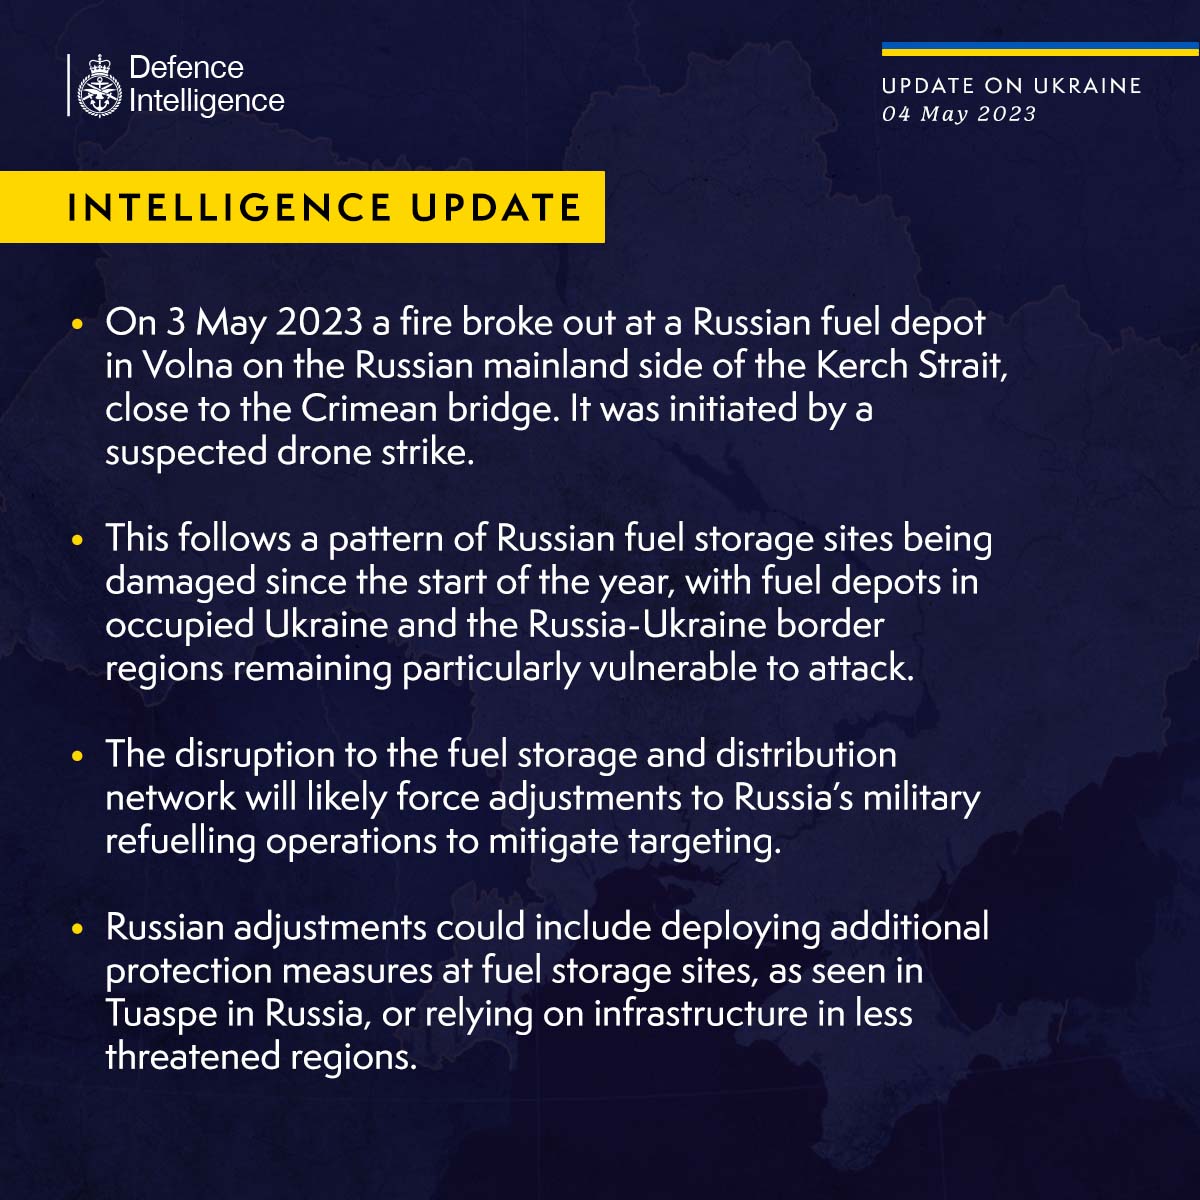 Defence
Intelligence
UPDATE ON UKRAINE
04 May 2023
INTELLIGENCE UPDATE
• On 3 May 2023 a fire broke out at a Russian fuel depot
in Volna on the Russian mainland side of the Kerch Strait,
close to the Crimean bridge. It was initiated by a
suspected drone strike.
• This follows a pattern of Russian fuel storage sites being
damaged since the start of the year, with fuel depots in
occupied Ukraine and the Russia-Ukraine border
regions remaining particularly vulnerable to attack.
• The disruption to the fuel storage and distribution
network will likely force adjustments to Russia's military
refuelling operations to mitigate targeting.
• Russian adjustments could include deploying additional
protection measures at fuel storage sites, as seen in
Tuaspe in Russia, or relying on infrastructure in less
threatened regions.